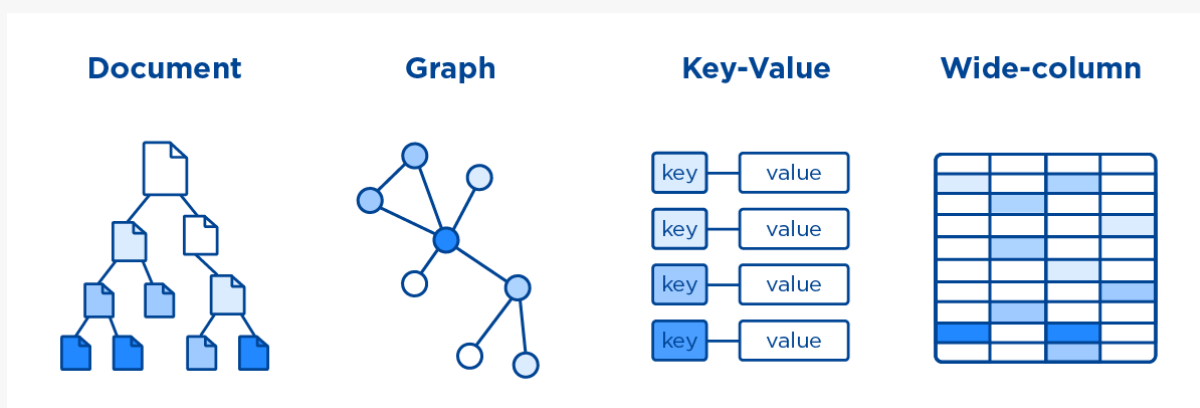 Document
Graph
Key-Value
Wide-column
key value
key value
key value
key value